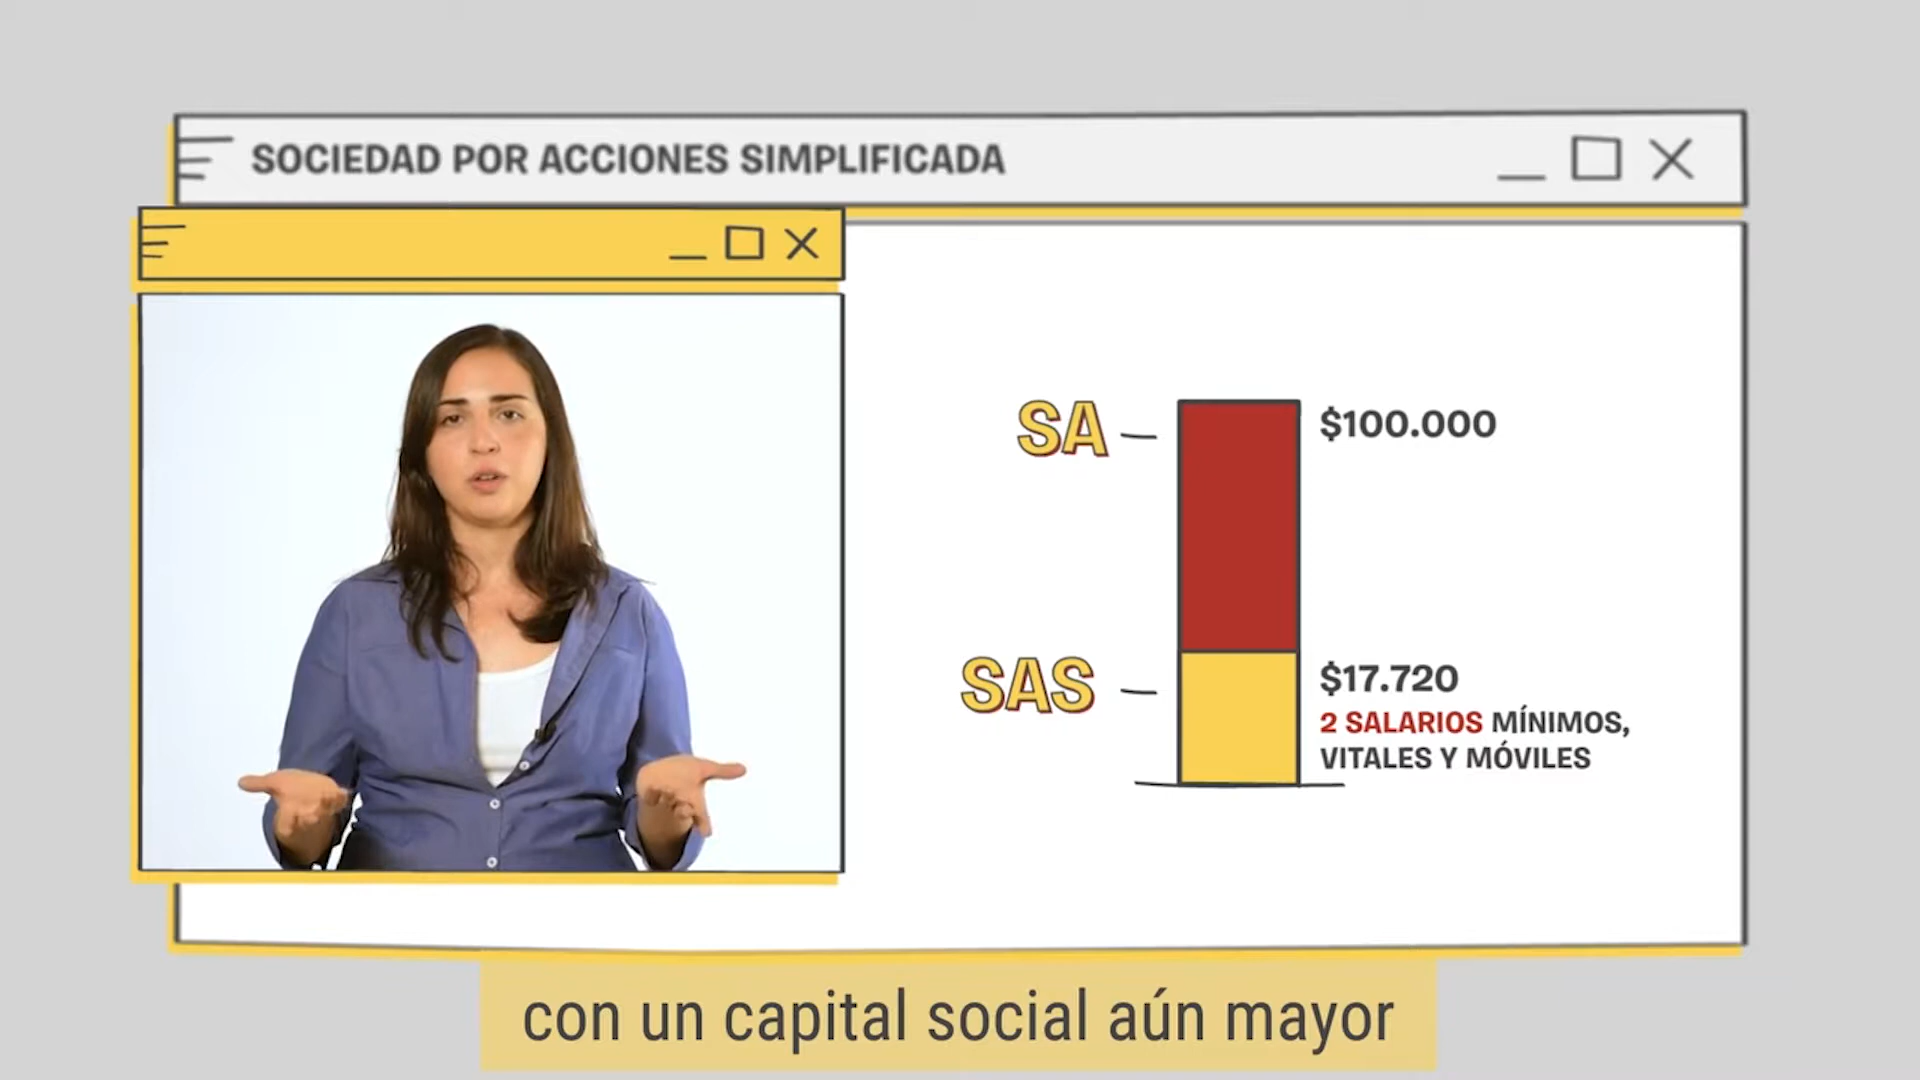 SOCIEDAD POR ACCIONES SIMPLIFICADA
SA
$100.000
SAS
$17.720
2 SALARIOS MÍNIMOS,
VITALES Y MÓVILES
con un capital social aún mayor